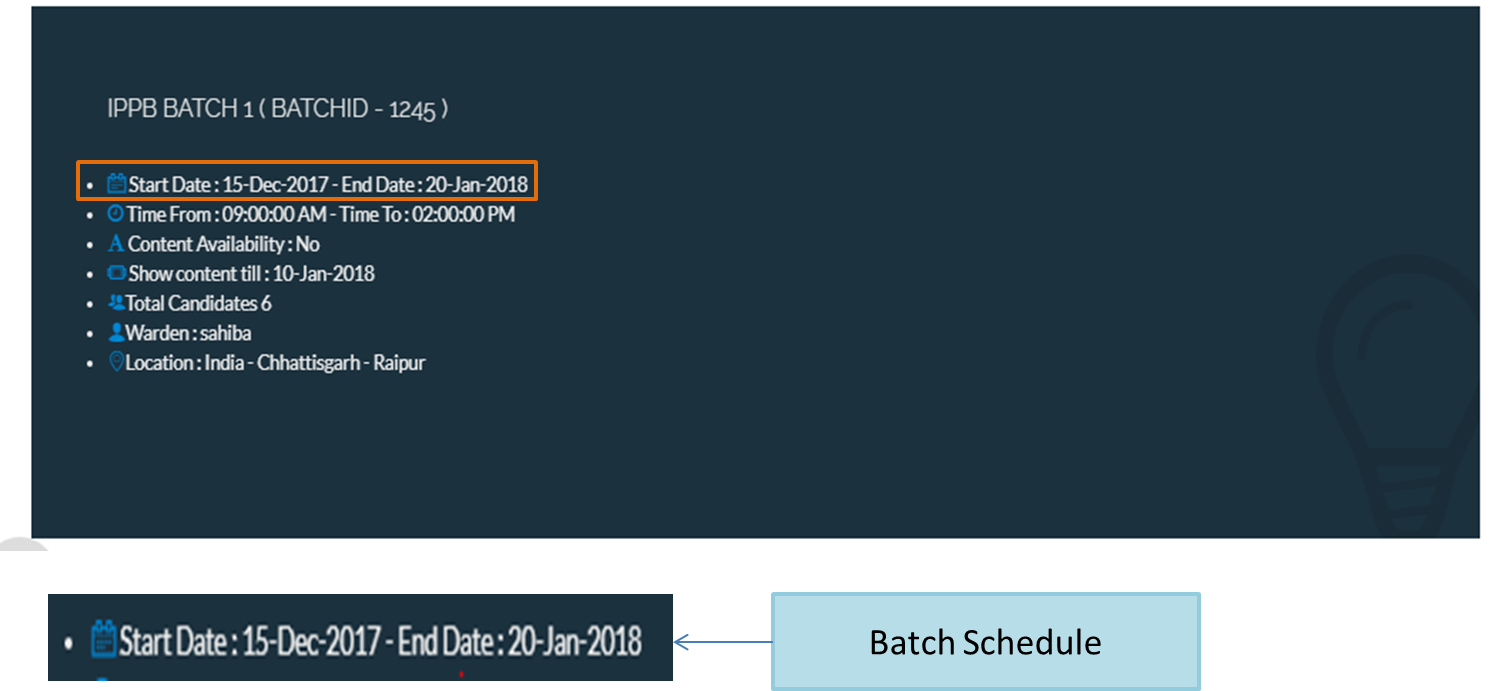 IPPB BATCH 1 ( BATCHID - 1245 )
• Start Date : 15-Dec-2017 - End Date : 20-Jan-2018
• Time From : 09:00:00 AM - Time To : 02:00:00 PM
• A Content Availability : No
• Show content till : 10-Jan-2018
• Total Candidates 6
• Warden : sahiba
• Location : India - Chhattisgarh - Raipur
• Start Date : 15-Dec-2017 - End Date : 20-Jan-2018
Batch Schedule